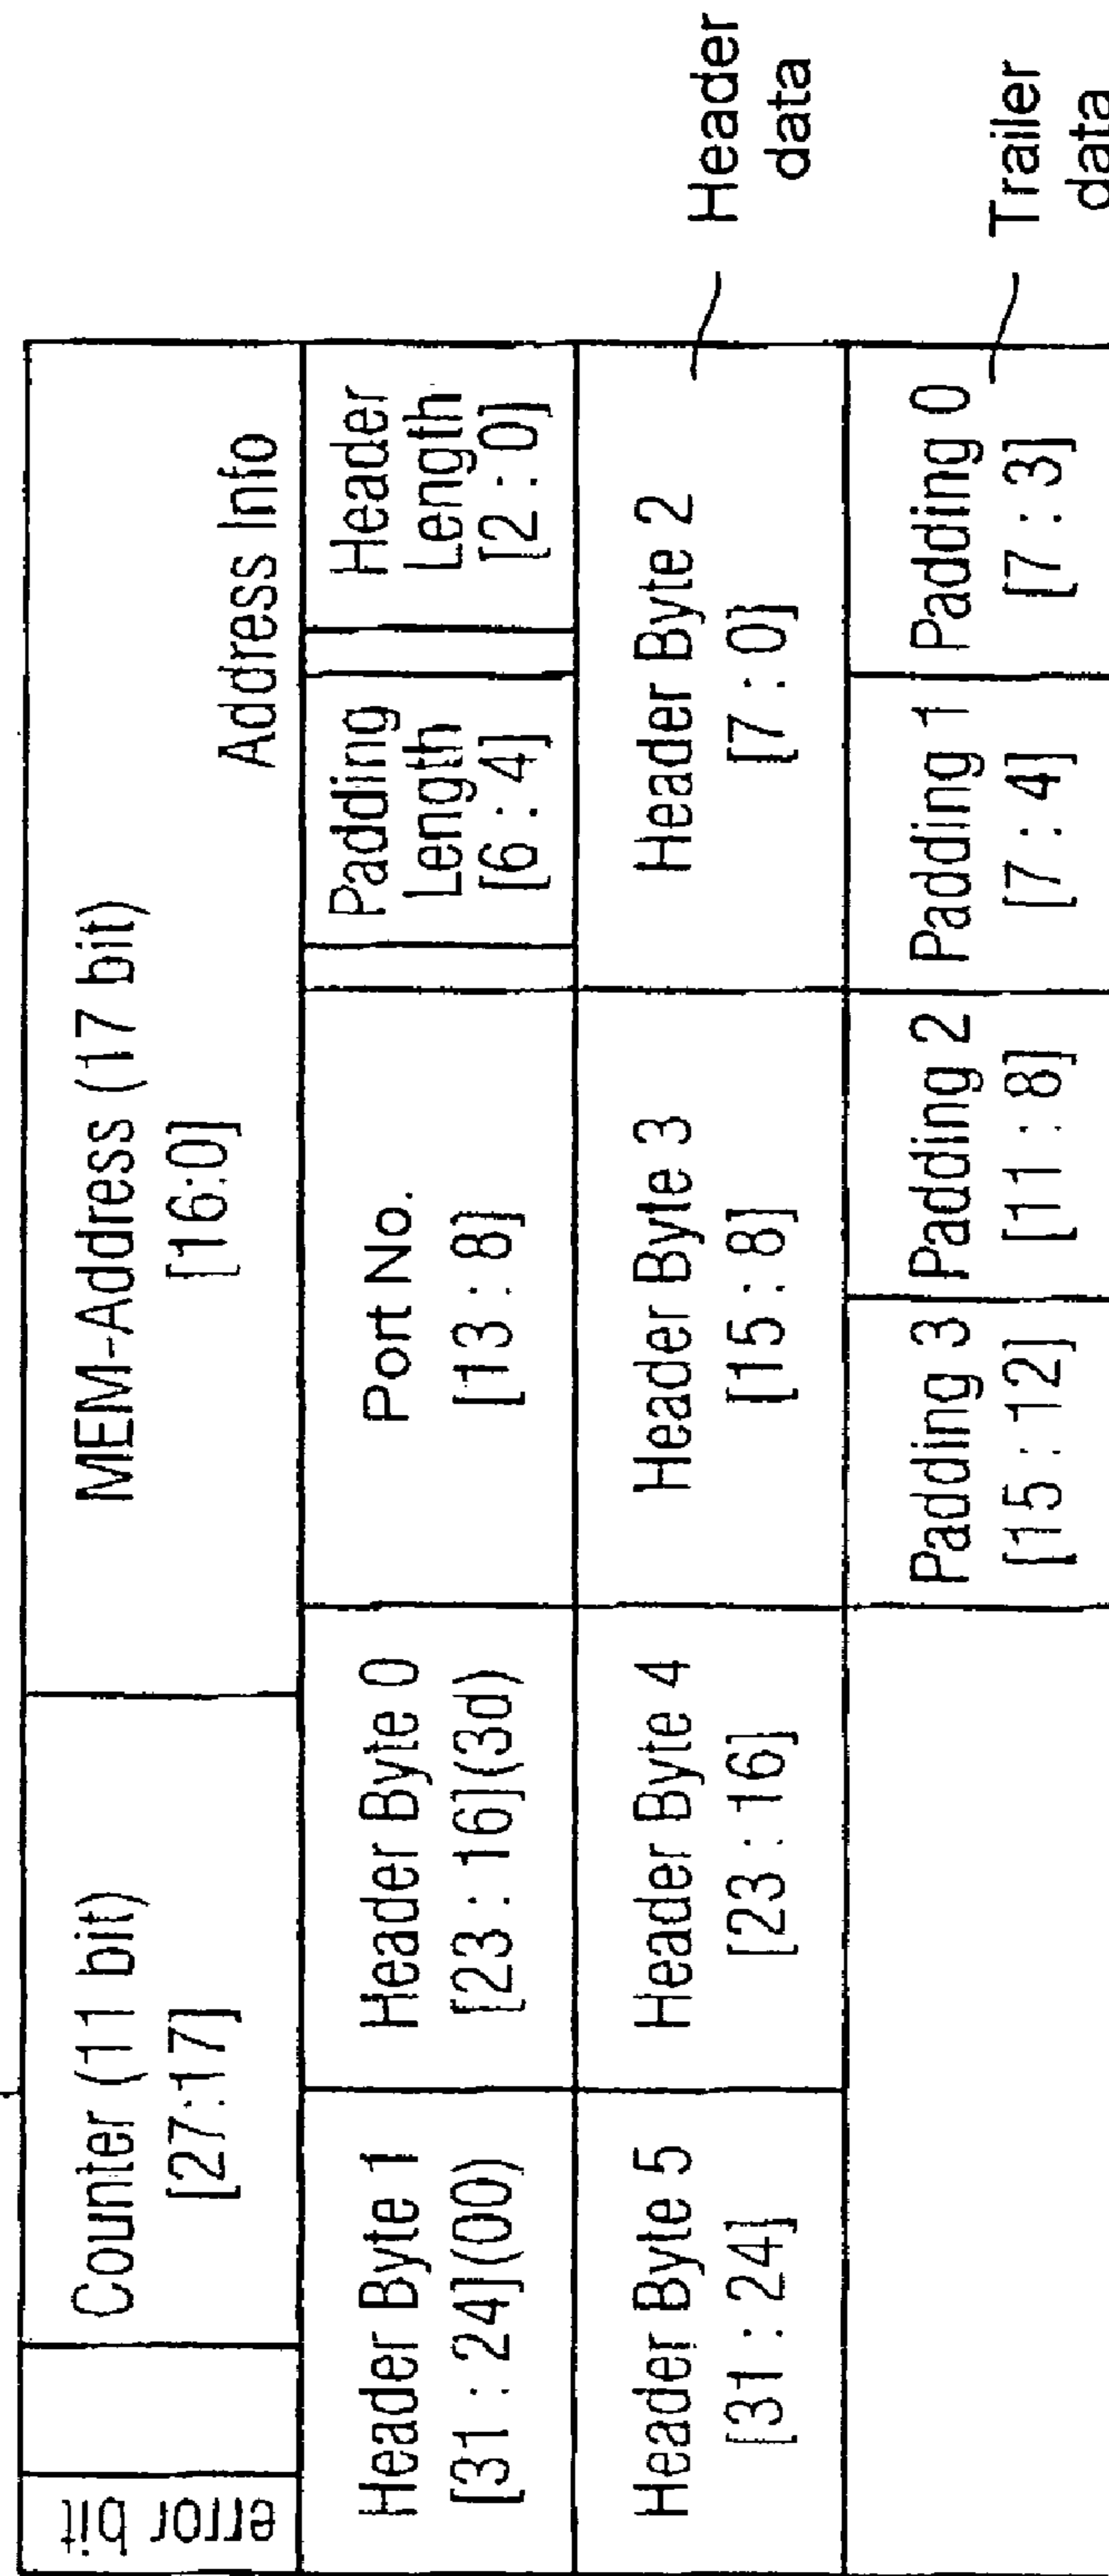 error bit
Counter (11 bit)
[27:17]
MEM-Address (17 bit)
[16:0]
Address Info
Header Byte 1
[31 : 24](00)
Header Byte 0
[23 : 16](3d)
Port No.
[13 : 8]
Padding
Length
[6 : 4]
Header
Length
[2 : 0]
Header Byte 5
[31 : 24]
Header Byte 4
[23 : 16]
Header Byte 3
[15 : 8]
Header Byte 2
[7 : 0]
Header
data
Padding 3
[15 : 12]
Padding 2
[11 : 8]
Padding 1
[7 : 4]
Padding 0
[7 : 3]
Trailer
data